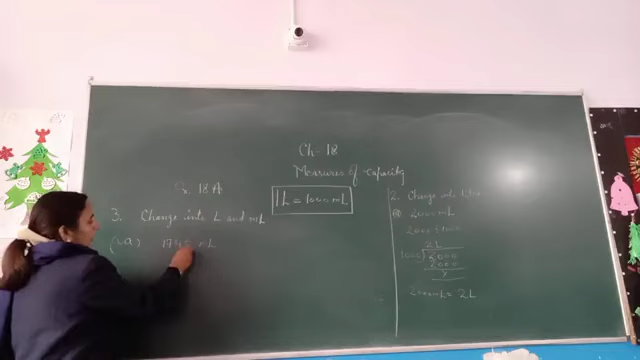 Ch- 18
Measures of capacity
Ex. 18A
1L = 1000 mL
3. Change into L and mL
(a)
mL
2. Change into Litre
2000 mL
2000 ÷ 1000
2L
1000
2000
2000 mL = 2L